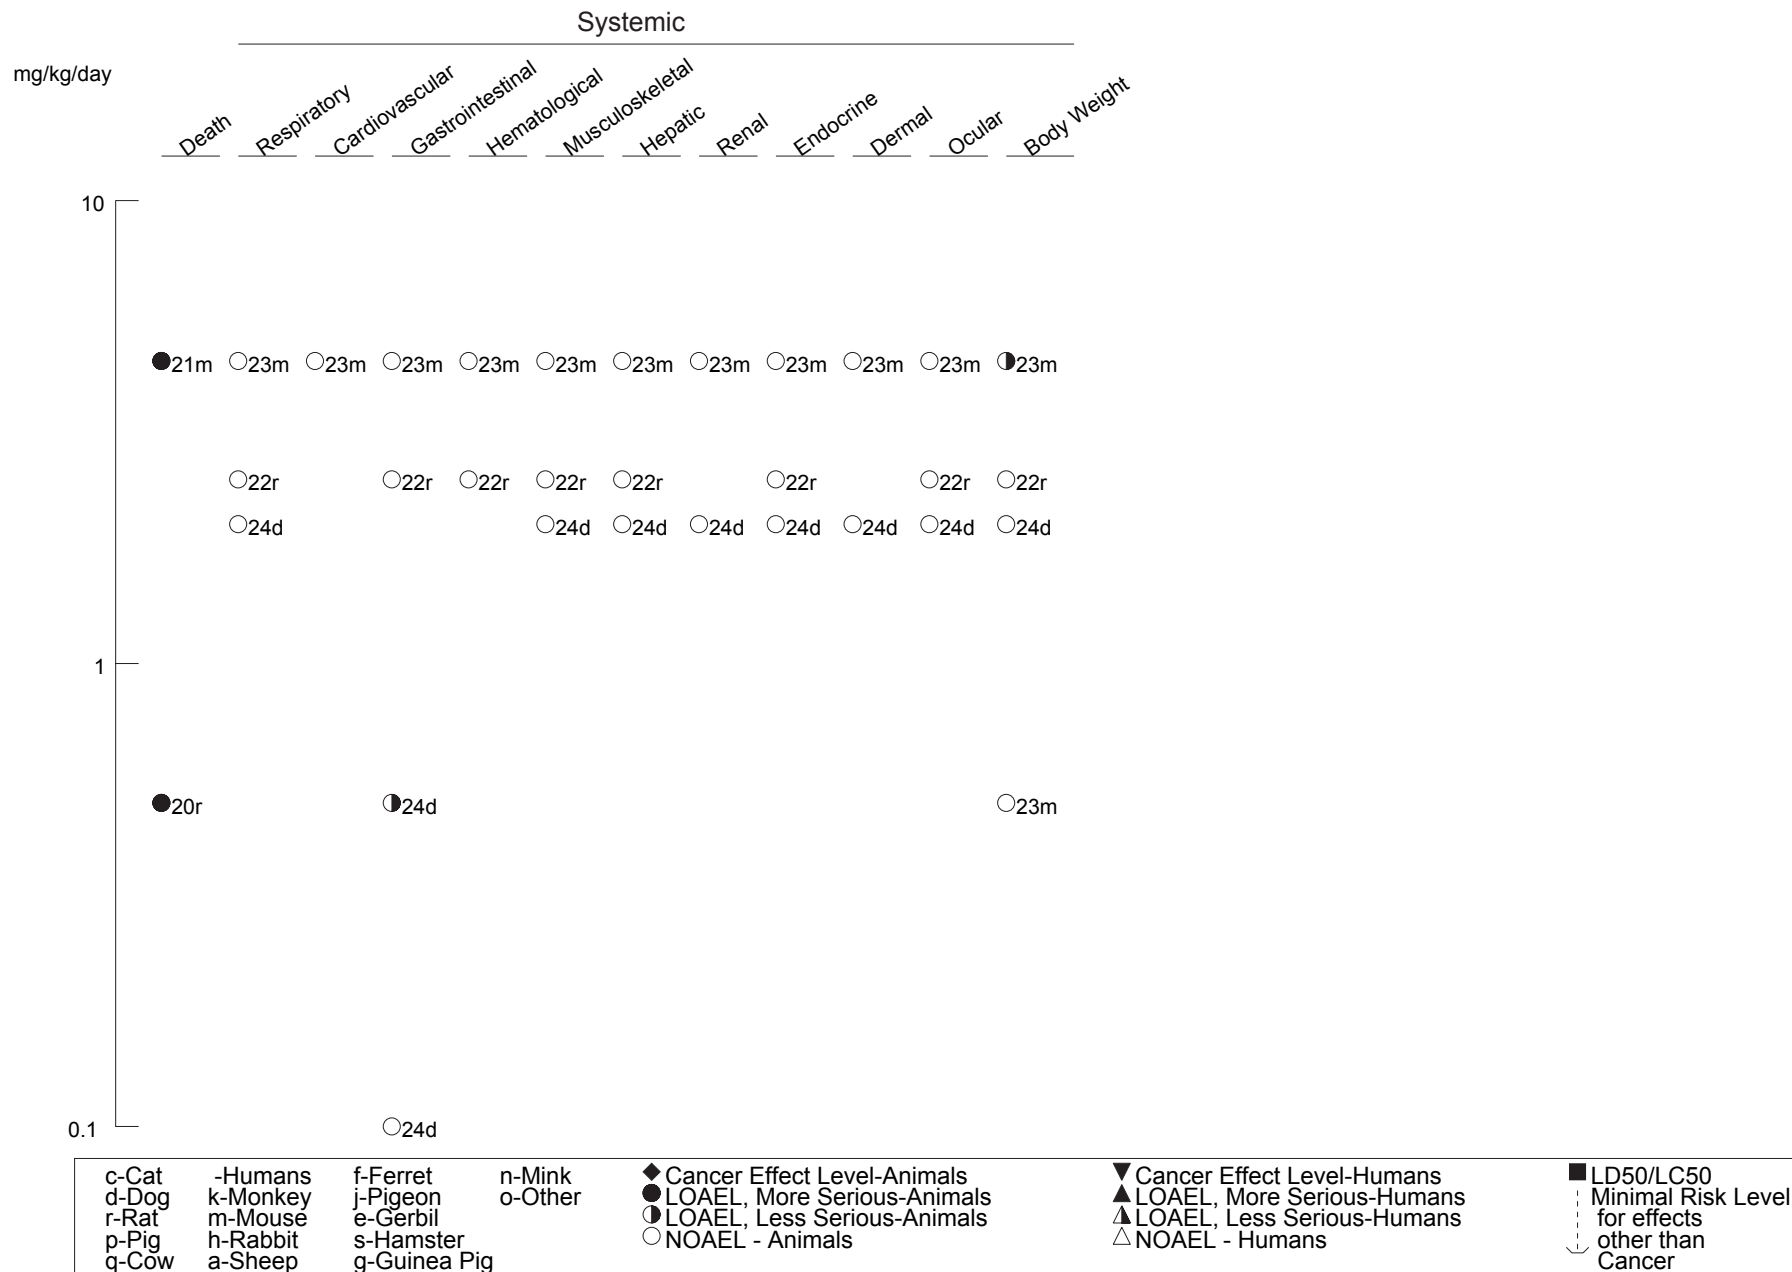 Systemic
mg/kg/day
Death Respiratory Cardiovascular Gastrointestinal Hematological Musculoskeletal Hepatic Renal Endocrine Dermal Ocular Body Weight
10
21m 23m 23m 23m 23m 23m 23m 23m 23m 23m 23m 23m
22r 22r 22r 22r 22r 22r 22r 22r
24d 24d 24d 24d 24d 24d 24d 24d
1
20r 24d 23m
0.1 24d
c-Cat -Humans f-Ferret n-Mink Cancer Effect Level-Animals Cancer Effect Level-Humans LD50/LC50
d-Dog k-Monkey j-Pigeon o-Other LOAEL, More Serious-Animals LOAEL, More Serious-Humans Minimal Risk Level
r-Rat m-Mouse e-Gerbil LOAEL, Less Serious-Animals LOAEL, Less Serious-Humans for effects
p-Pig h-Rabbit s-Hamster NOAEL - Animals NOAEL - Humans other than
q-Cow a-Sheep g-Guinea Pig Cancer